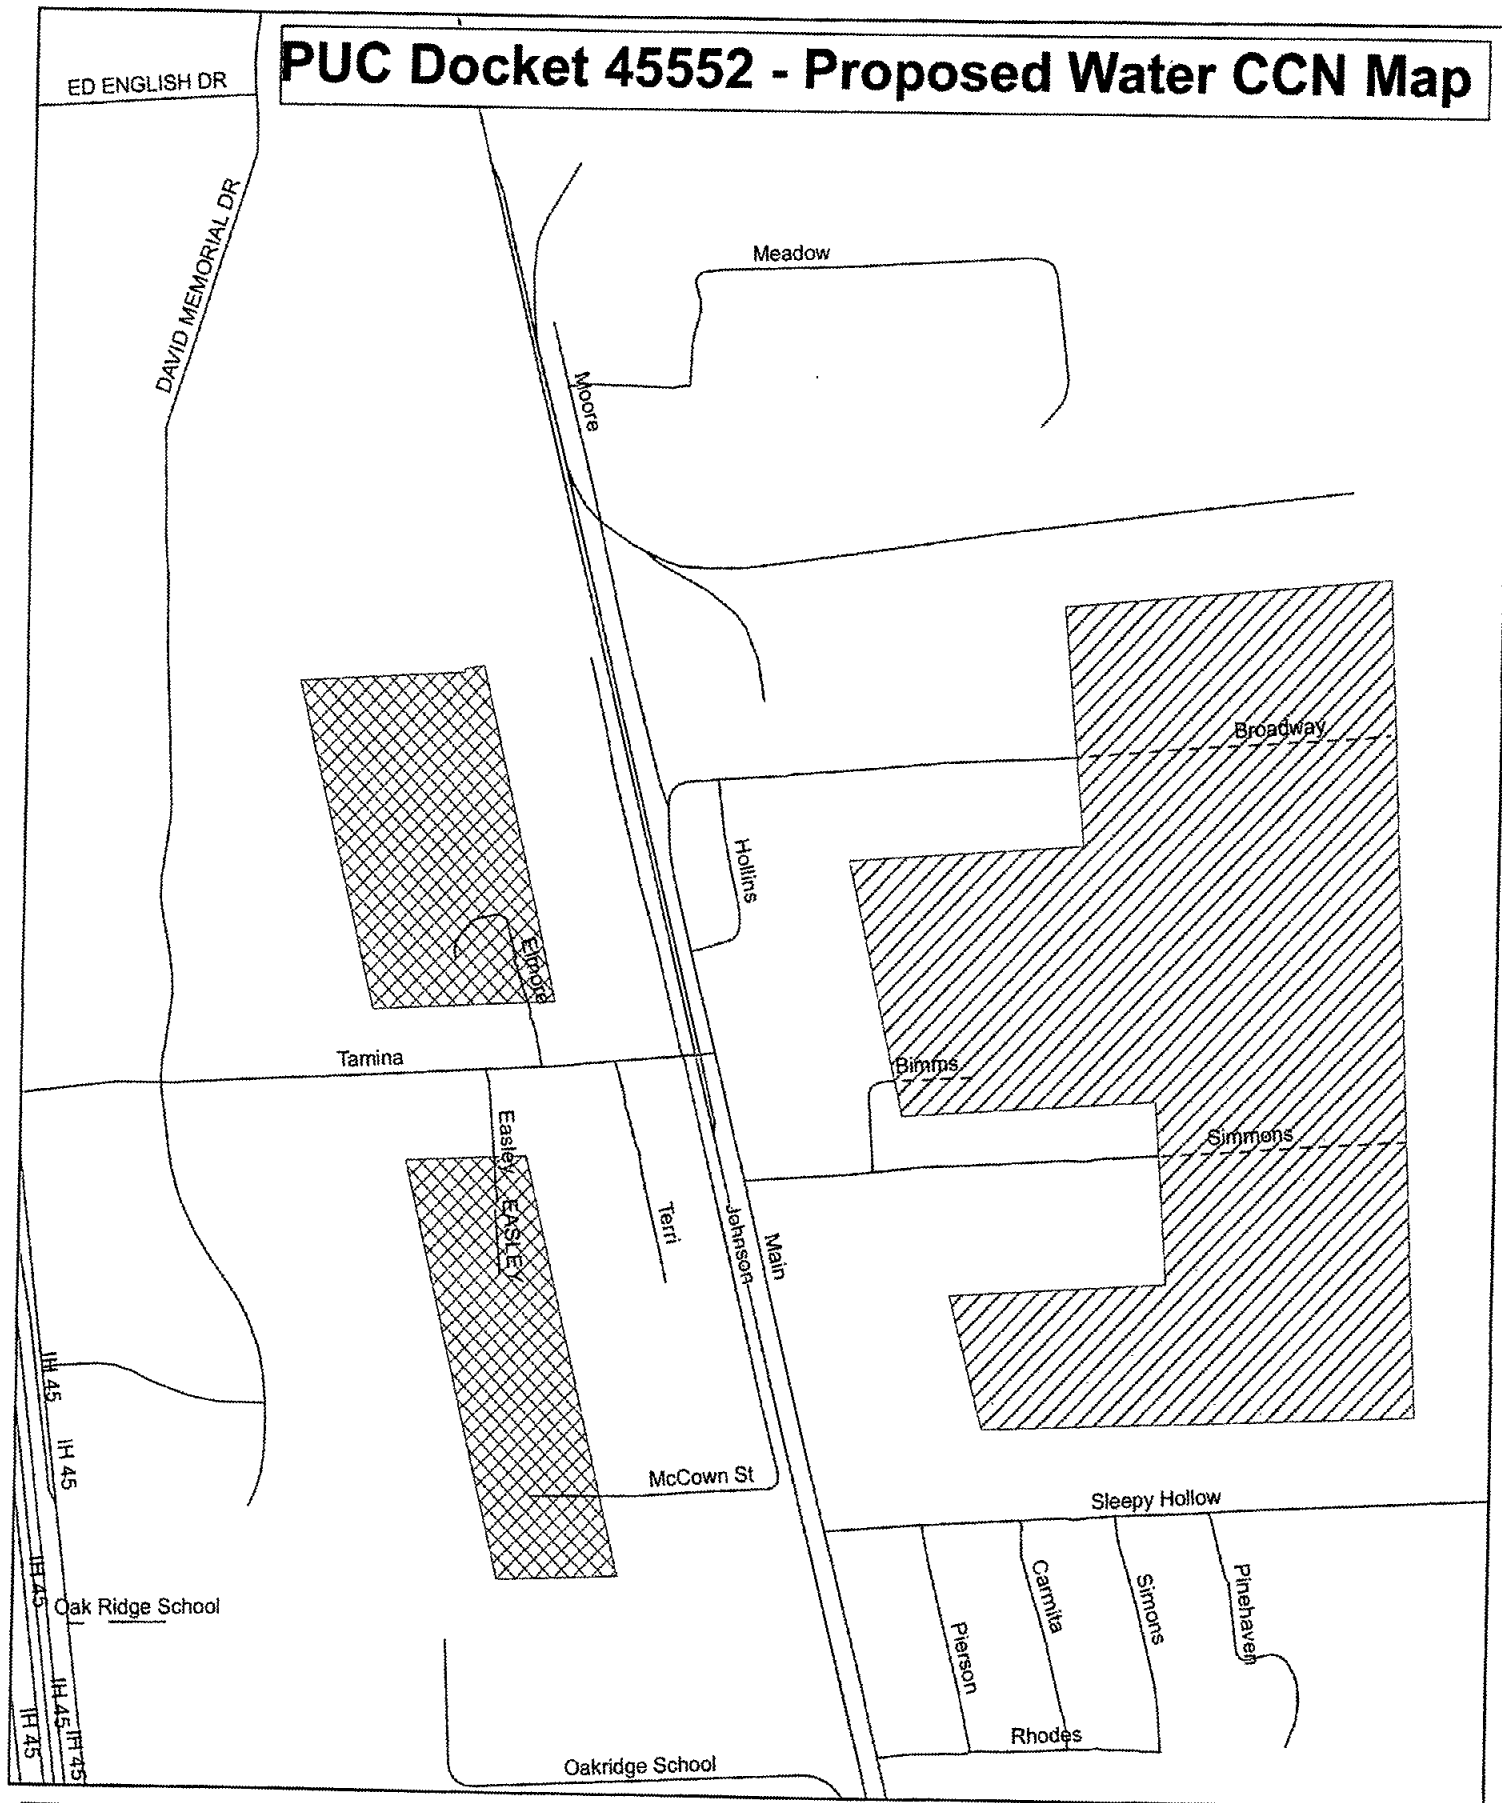 PUC Docket 45552 - Proposed Water CCN Map
ED ENGLISH DR
DAVID MEMORIAL DR
Meadow
Moore
Broadway
Hollins
Elmore
Tamina
Bimms
Easley
EASLEY
Simmons
Terri
Johnson
Main
IH 45
IH 45
McCown St
Sleepy Hollow
IH 45
Oak Ridge School
Carmita
Simons
Pinehaven
Pierson
IH 45
IH 45
IH 45
Rhodes
Oakridge School